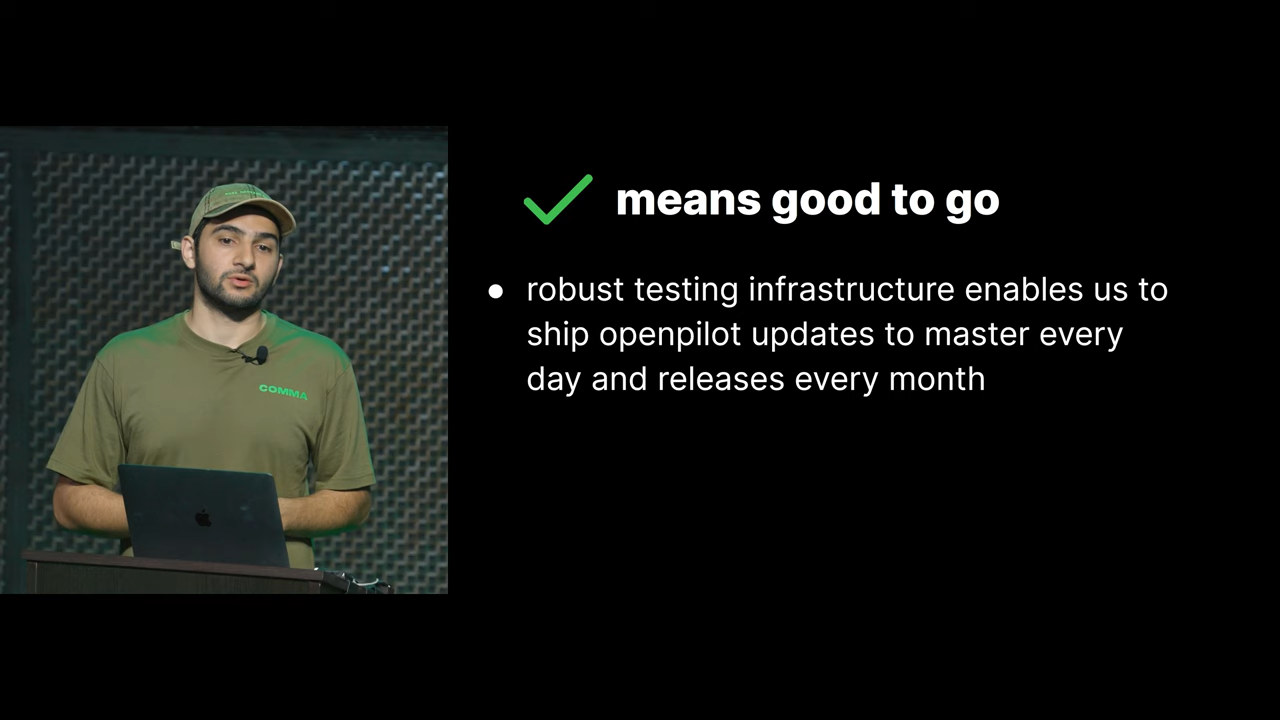 means good to go
● robust testing infrastructure enables us to
ship openpilot updates to master every
day and releases every month
COMMA